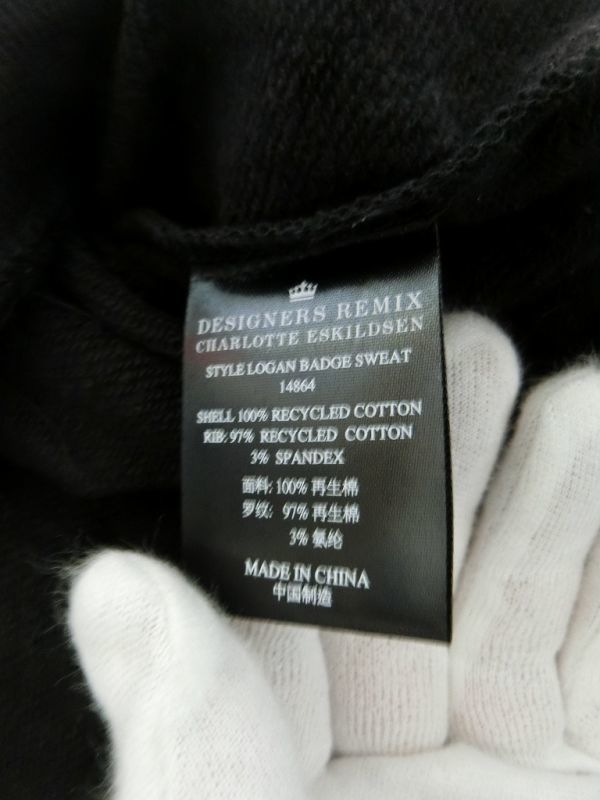 DESIGNERS REMIX
CHARLOTTE ESKILDSEN
STYLE LOGAN BADGE SWEAT
14864
SHELL 100% RECYCLED COTTON
RIB: 97% RECYCLED COTTON
3% SPANDEX
面料: 100% 再生棉
罗纹: 97% 再生棉
3% 氨纶
MADE IN CHINA
中国制造